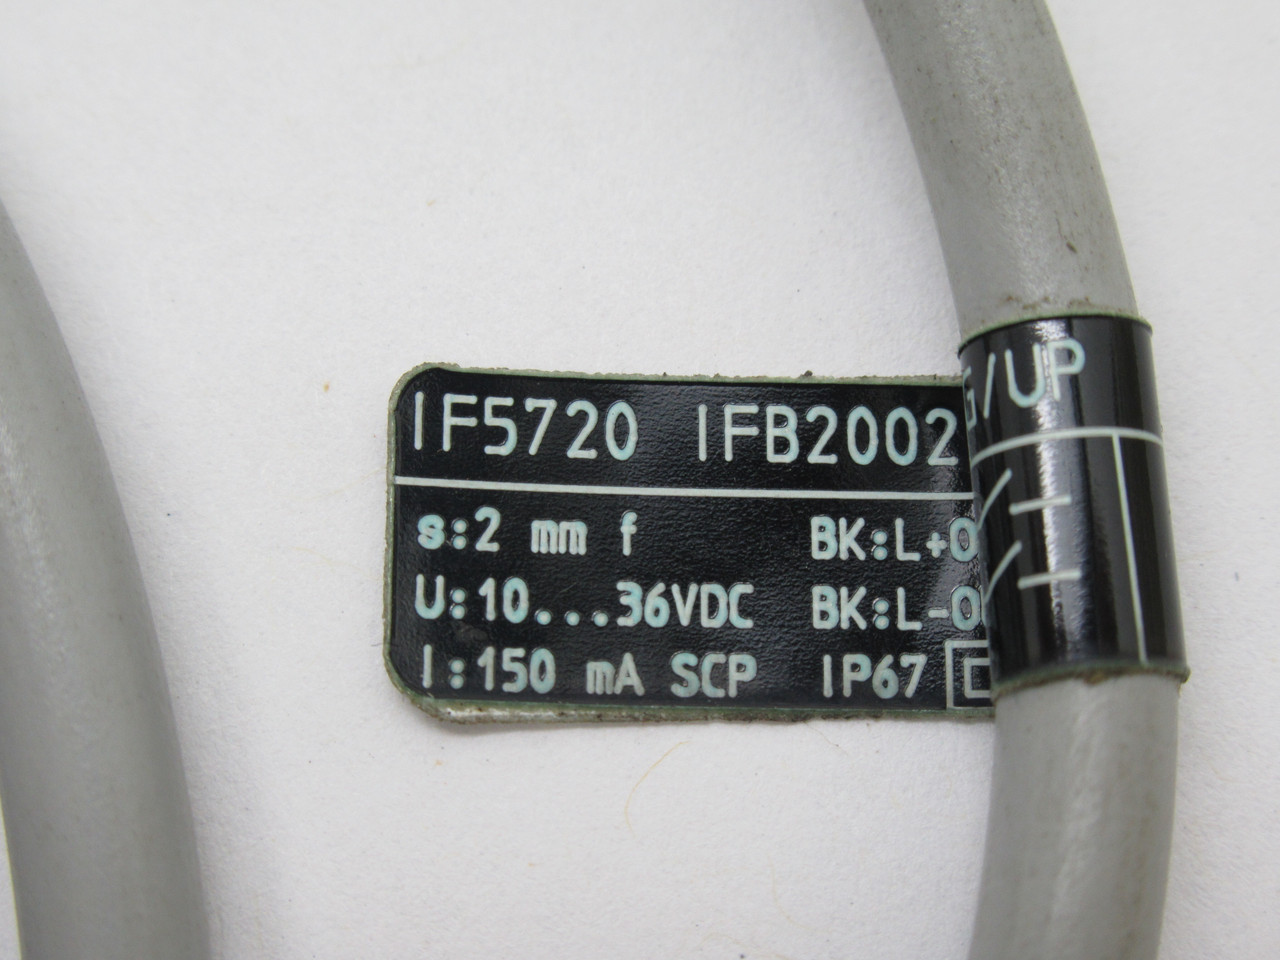 IF5720 IFB2002
G/UP
s:2 mm f BK:L+
U:10...36VDC BK:L-
I:150 mA SCP IP67